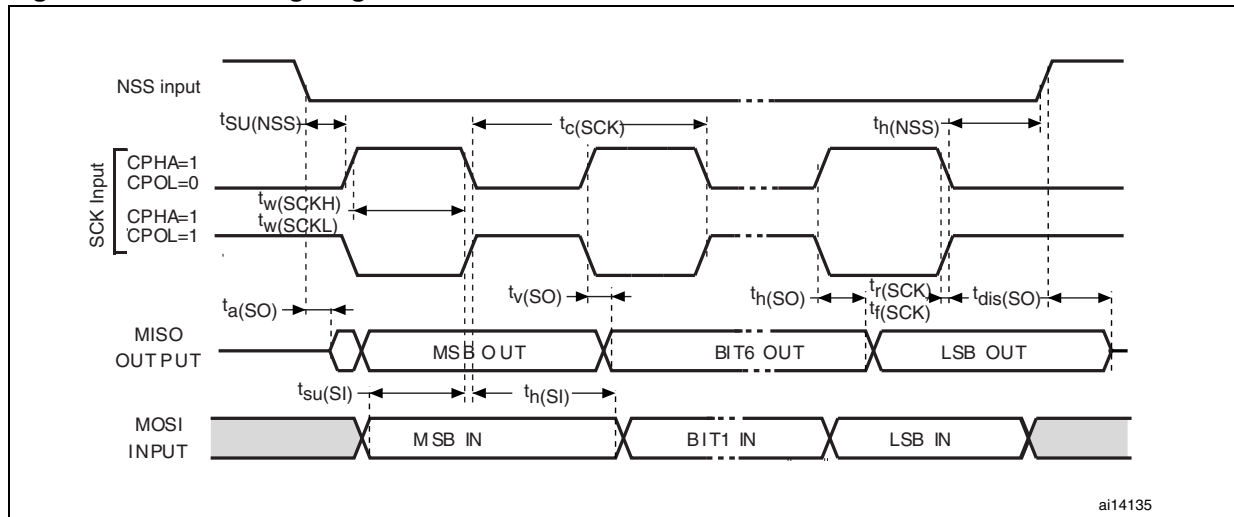 NSS input
tSU(NSS)
tc(SCK)
th(NSS)
SCK Input
CPHA=1
CPOL=0
tw(SCKH)
tw(SCKL)
CPHA=1
CPOL=1
ta(SO)
tv(SO)
th(SO)
tr(SCK)
tf(SCK)
tdis(SO)
MISO
OUTPUT
MSB OUT
BIT6 OUT
LSB OUT
tsu(SI)
th(SI)
MOSI
INPUT
MSB IN
BIT1 IN
LSB IN
ai14135